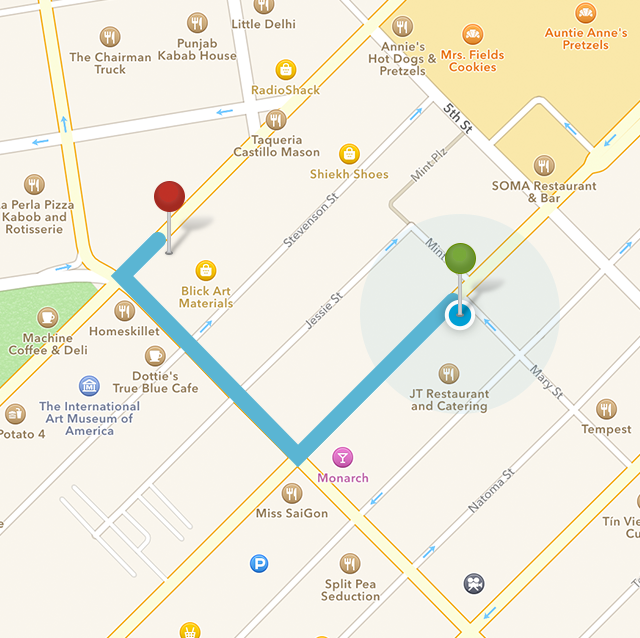 Little Delhi
Punjab
Kabab House
The Chairman
Truck
Annie's
Hot Dogs &
Pretzels
Mrs. Fields
Cookies
Auntie Anne's
Pretzels
RadioShack
5th St
Taqueria
Castillo Mason
Shiekh Shoes
Mint Plz
SOMA Restaurant
& Bar
a Perla Pizza
Kabob and
Rotisserie
Stevenson St
Mint
Blick Art
Materials
Jessie St
Homeskillet
Machine
Coffee & Deli
Dottie's
True Blue Cafe
The International
Art Museum of
America
JT Restaurant
and Catering
Mary St
Potato 4
Tempest
Monarch
Natoma St
Miss SaiGon
Tín Vi
Cu
P
Split Pea
Seduction